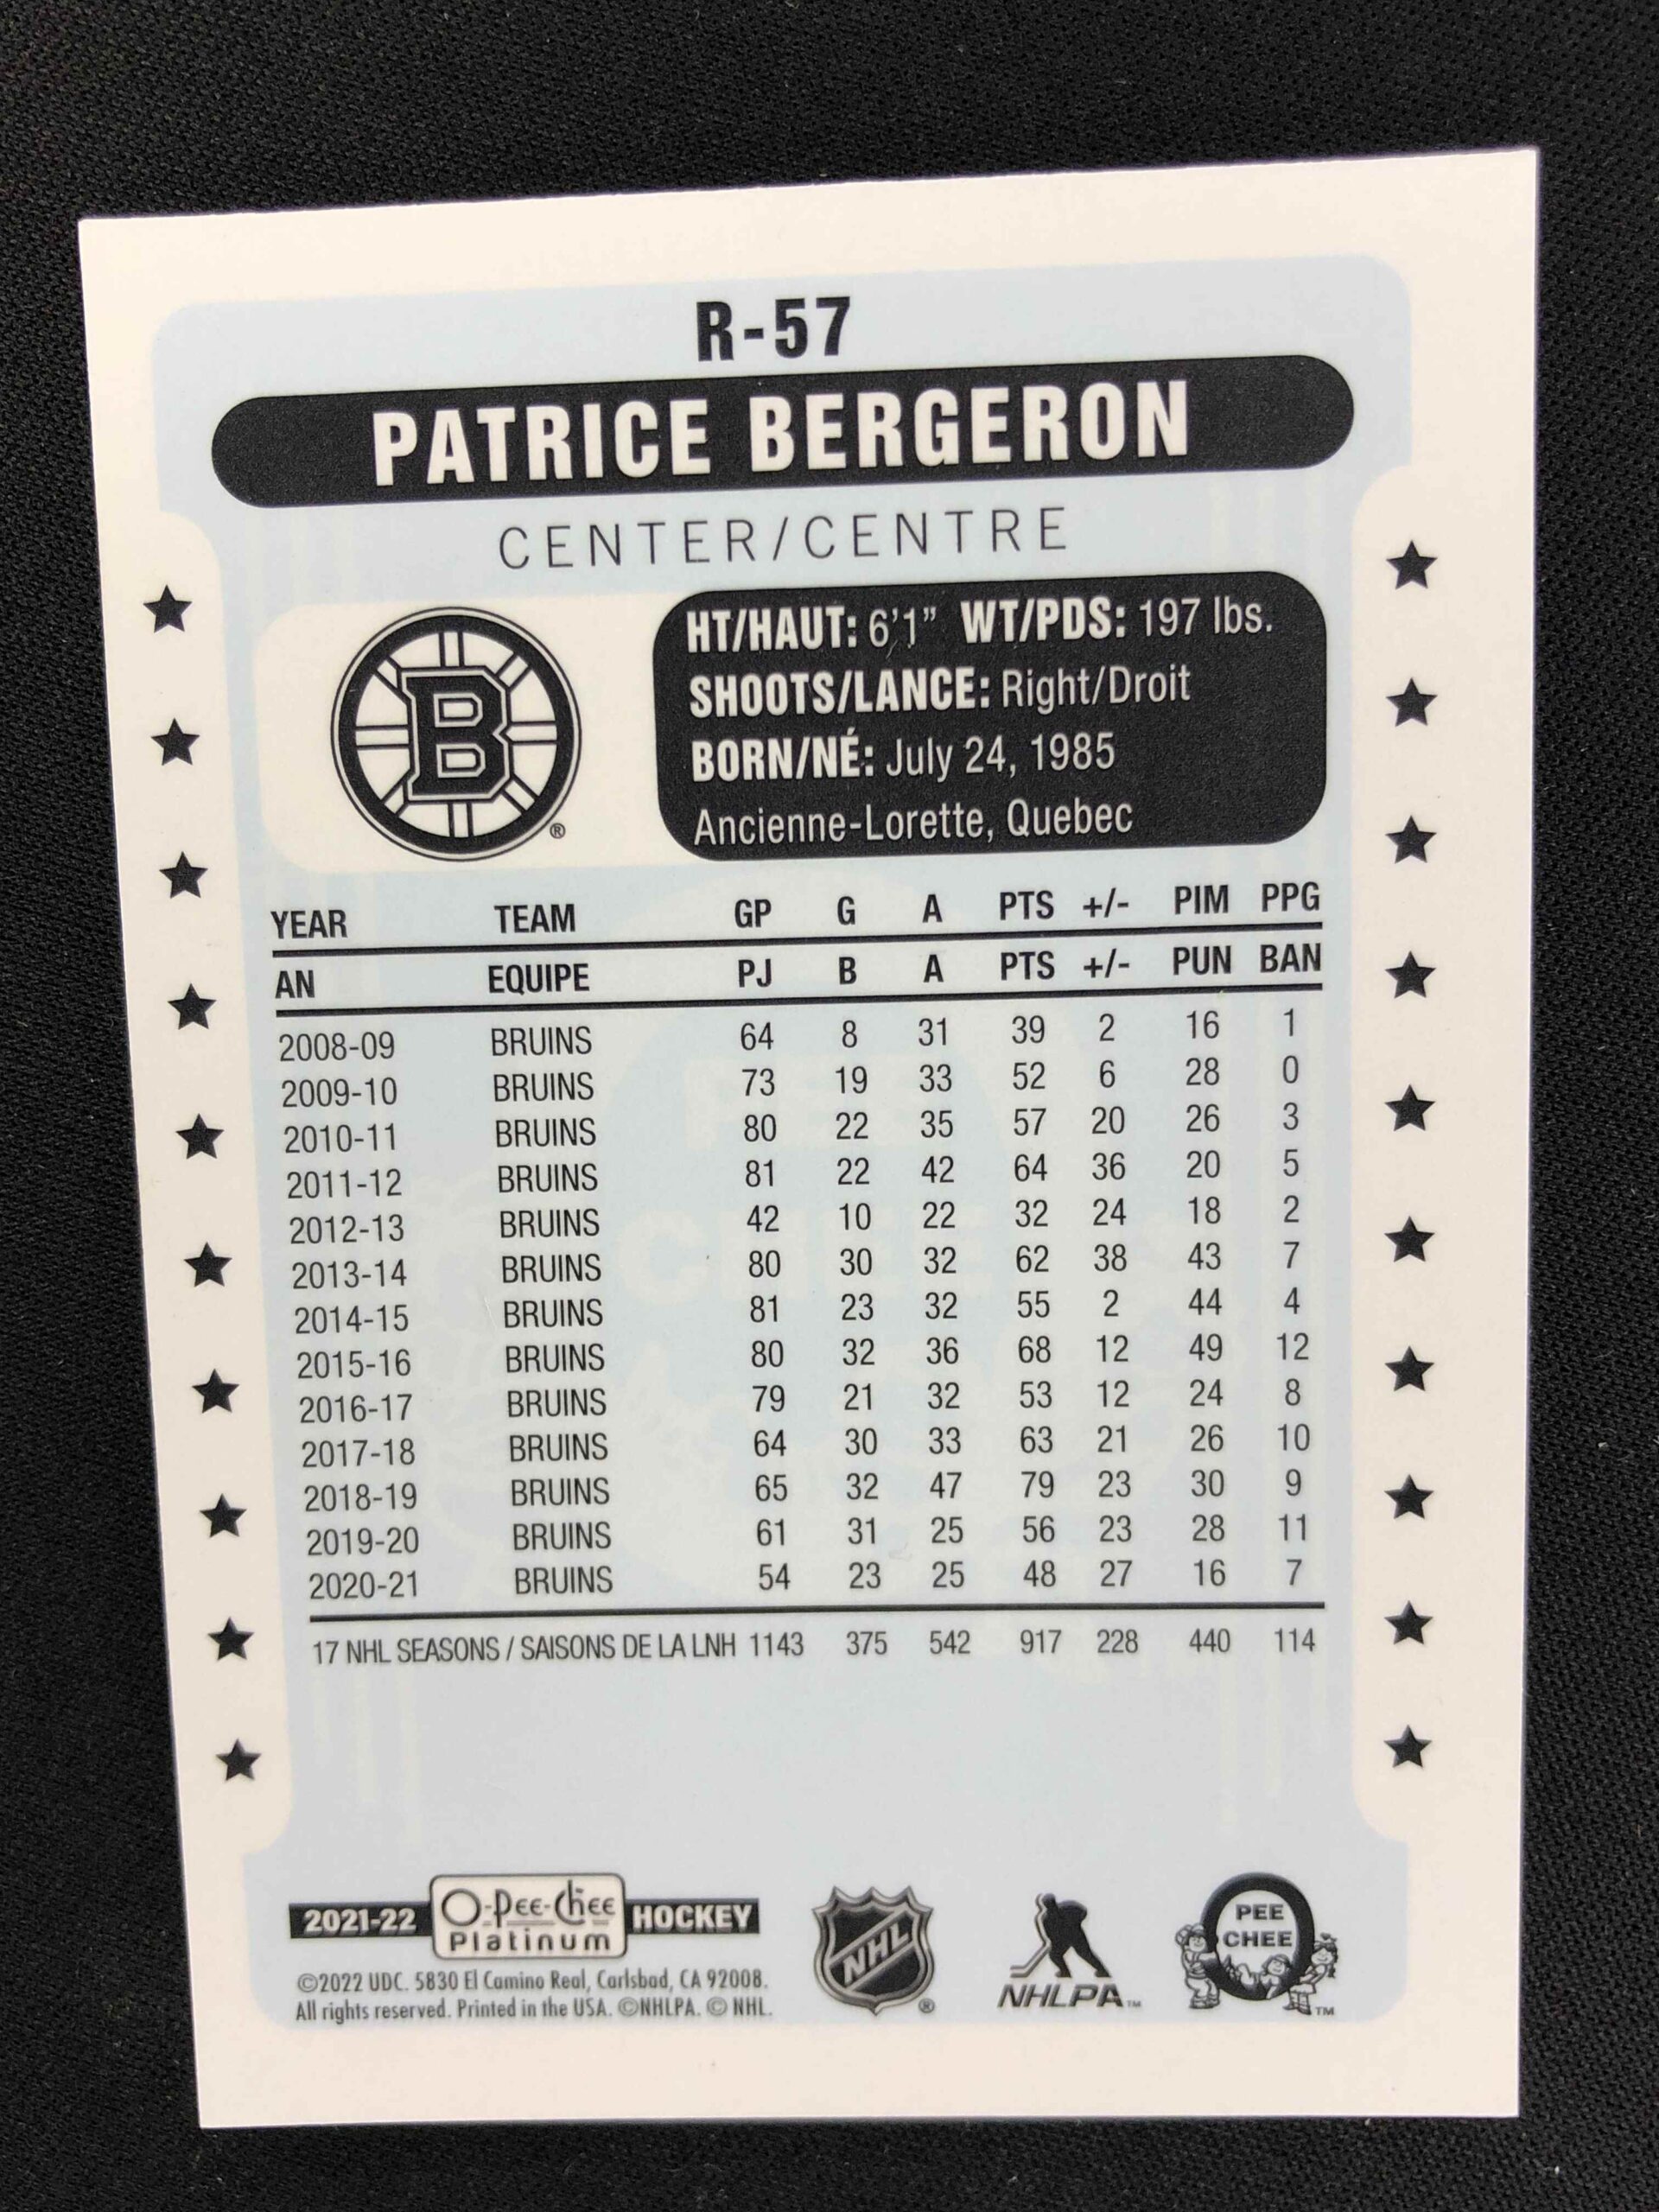 R-57
PATRICE BERGERON
CENTER/CENTRE
B
®
HT/HAUT: 6'1" WT/PDS: 197 lbs.
SHOOTS/LANCE: Right/Droit
BORN/NÉ: July 24, 1985
Ancienne-Lorette, Quebec
YEAR TEAM GP G A PTS +/- PIM PPG
AN EQUIPE PJ B A PTS +/- PUN BAN
2008-09 BRUINS 64 8 31 39 2 16 1
2009-10 BRUINS 73 19 33 52 6 28 0
2010-11 BRUINS 80 22 35 57 20 26 3
2011-12 BRUINS 81 22 42 64 36 20 5
2012-13 BRUINS 42 10 22 32 24 18 2
2013-14 BRUINS 80 30 32 62 38 43 7
2014-15 BRUINS 81 23 32 55 2 44 4
2015-16 BRUINS 80 32 36 68 12 49 12
2016-17 BRUINS 79 21 32 53 12 24 8
2017-18 BRUINS 64 30 33 63 21 26 10
2018-19 BRUINS 65 32 47 79 23 30 9
2019-20 BRUINS 61 31 25 56 23 28 11
2020-21 BRUINS 54 23 25 48 27 16 7
17 NHL SEASONS / SAISONS DE LA LNH 1143 375 542 917 228 440 114
2021-22 O-Pee-Chee Platinum HOCKEY
©2022 UDC. 5830 El Camino Real, Carlsbad, CA 92008.
All rights reserved. Printed in the USA. ©NHLPA. © NHL.
NHL ®
NHLPA™
O PEE CHEE ™